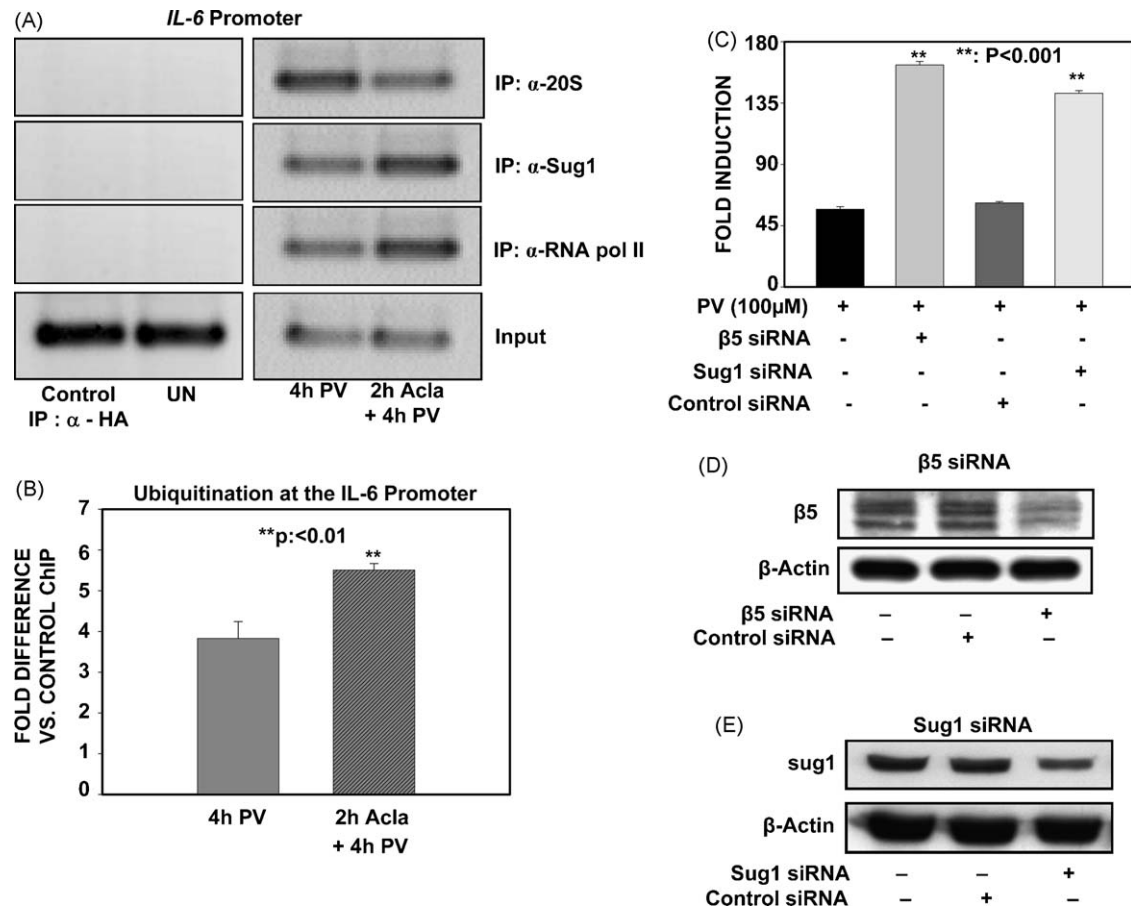 (A)
IL-6 Promoter
IP: α-20S
IP: α-Sug1
IP: α-RNA pol II
Input
Control
IP : α - HA
UN
4h PV
2h Acla
+ 4h PV
(B)
Ubiquitination at the IL-6 Promoter
**p:<0.01
**
FOLD DIFFERENCE
VS. CONTROL ChIP
7
6
5
4
3
2
1
0
4h PV
2h Acla
+ 4h PV
(C)
FOLD INDUCTION
180
135
90
45
0
**
**: P<0.001
**
PV (100μM) + + + +
β5 siRNA - + - -
Sug1 siRNA - - - +
Control siRNA - - + -
(D)
β5 siRNA
β5
β-Actin
β5 siRNA – – +
Control siRNA – + –
(E)
Sug1 siRNA
sug1
β-Actin
Sug1 siRNA – – +
Control siRNA – + –